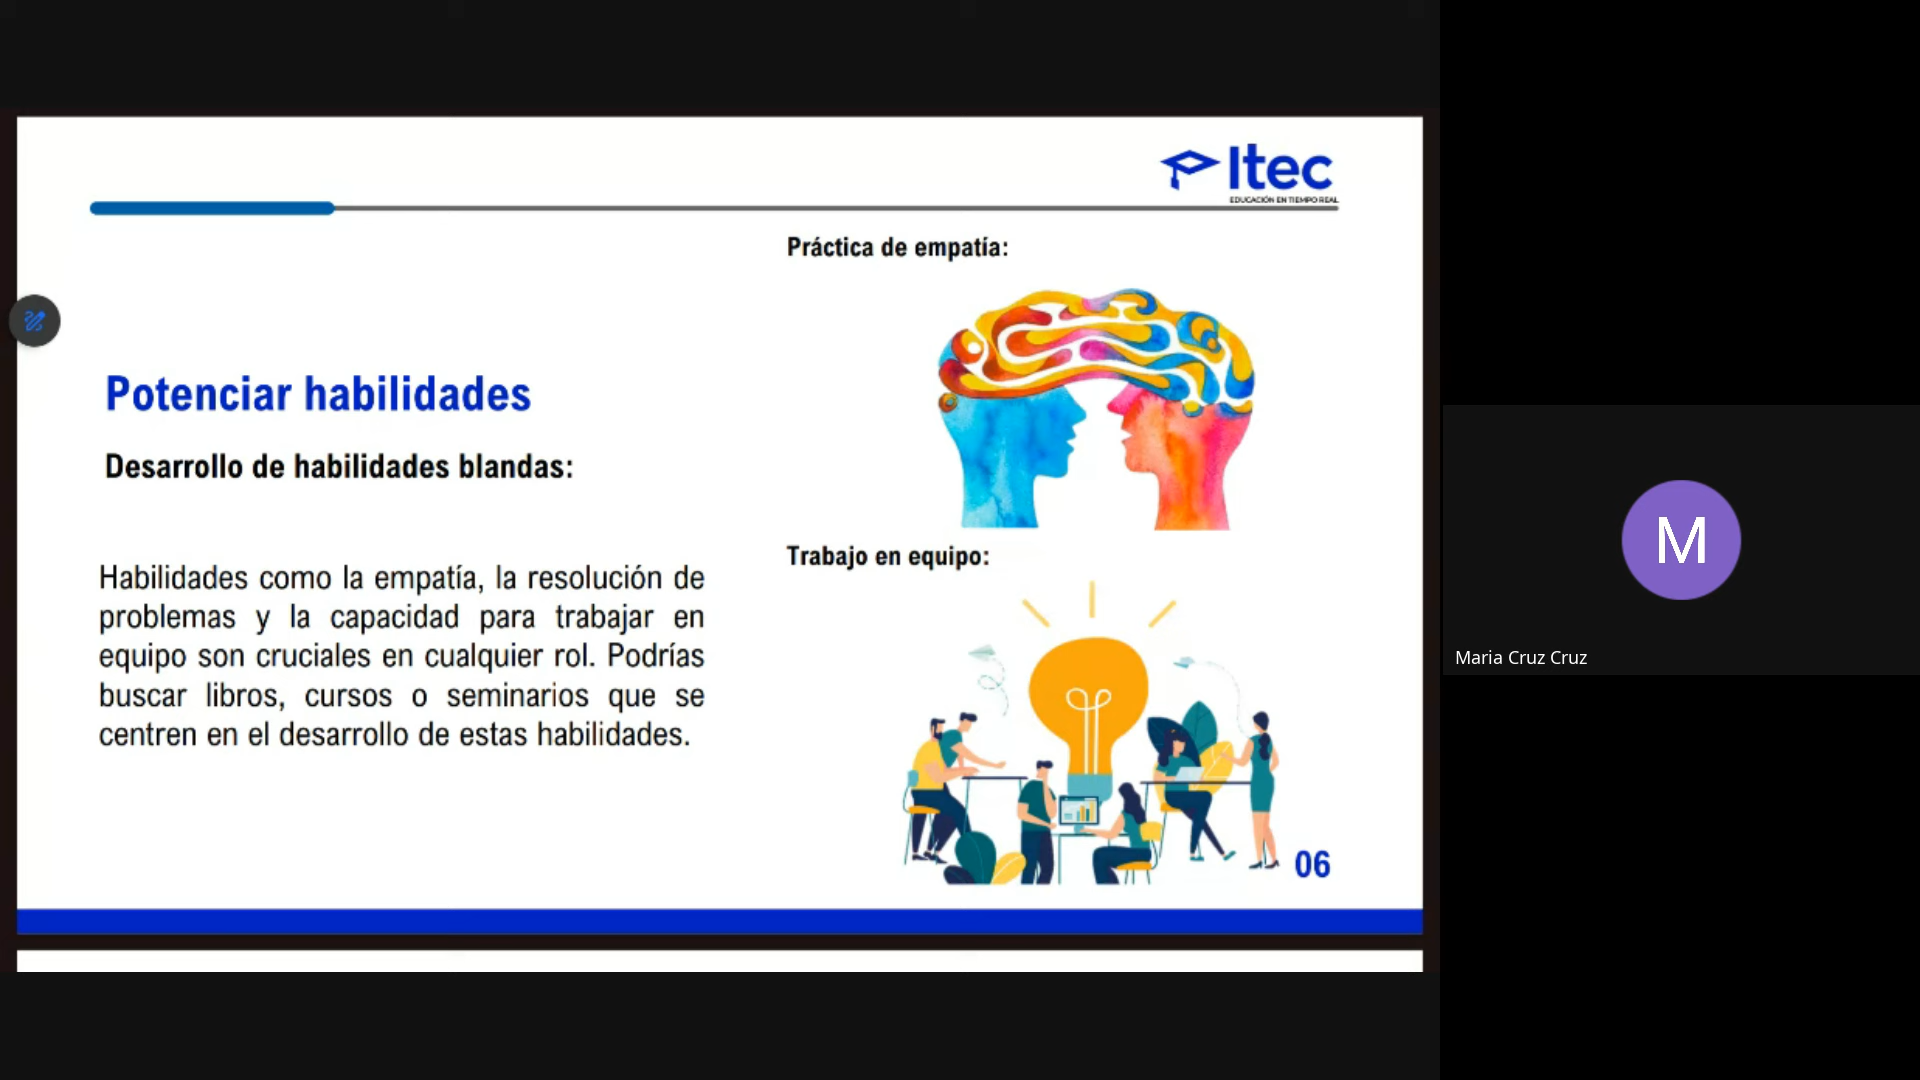 Itec
EDUCACIÓN EN TIEMPO REAL
Potenciar habilidades
Desarrollo de habilidades blandas:
Habilidades como la empatía, la resolución de
problemas y la capacidad para trabajar en
equipo son cruciales en cualquier rol. Podrías
buscar libros, cursos o seminarios que se
centren en el desarrollo de estas habilidades.
Práctica de empatía:
Trabajo en equipo:
06
M
Maria Cruz Cruz